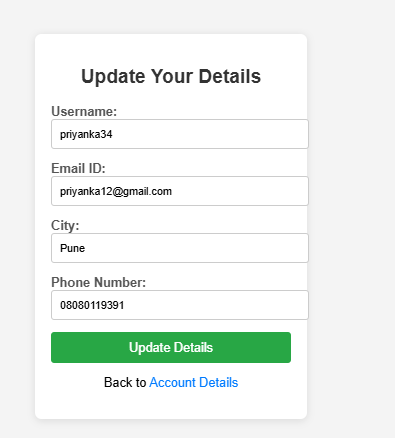 Update Your Details
Username:
priyanka34
Email ID:
priyanka12@gmail.com
City:
Pune
Phone Number:
08080119391
Update Details
Back to Account Details